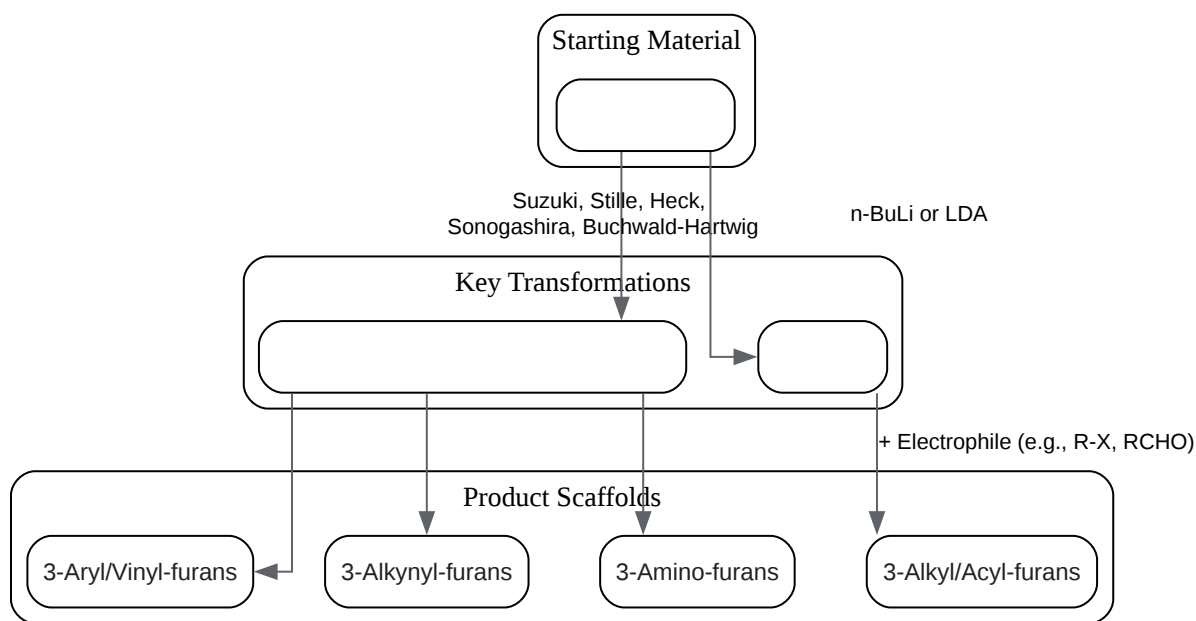 Starting Material
Suzuki, Stille, Heck,
Sonogashira, Buchwald-Hartwig
n-BuLi or LDA
Key Transformations
+ Electrophile (e.g., R-X, RCHO)
Product Scaffolds
3-Aryl/Vinyl-furans
3-Alkynyl-furans
3-Amino-furans
3-Alkyl/Acyl-furans